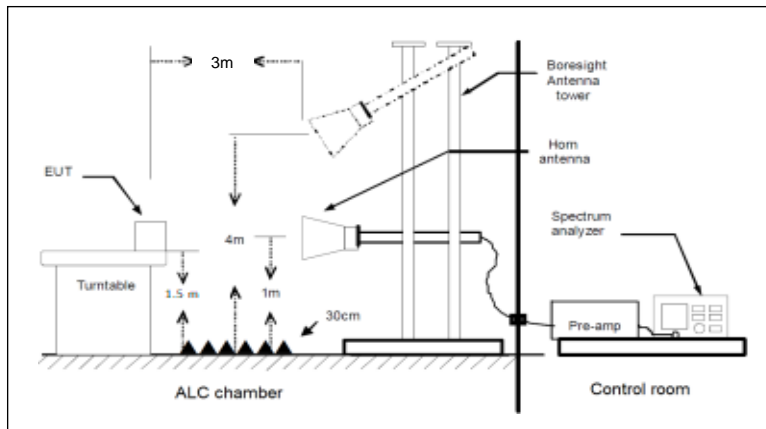 3m
Boresight
Antenna
tower
Horn
antenna
EUT
Spectrum
analyzer
4m
Turntable
1.5 m
1m
30cm
Pre-amp
ALC chamber
Control room